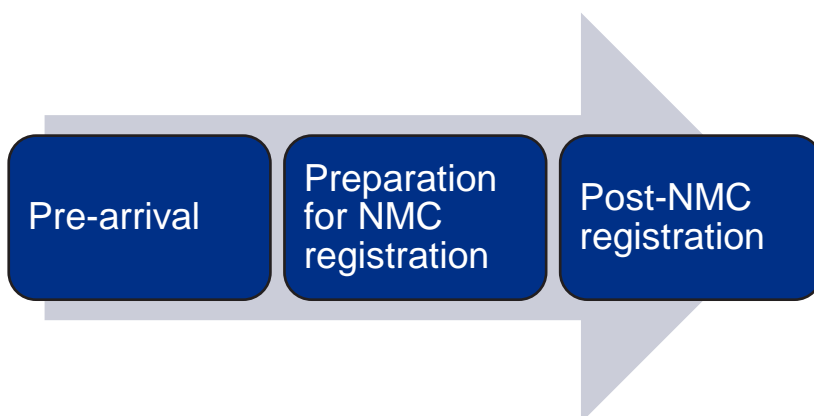 Pre-arrival
Preparation
for NMC
registration
Post-NMC
registration